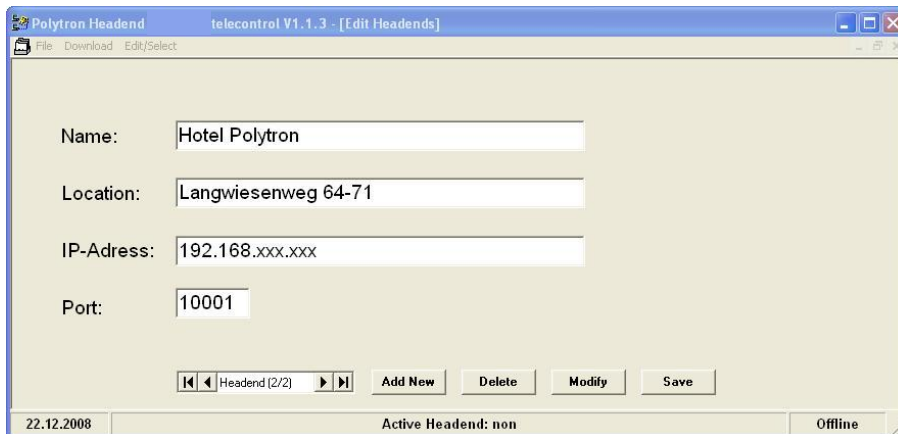 Polytron Headend telecontrol V1.1.3 - [Edit Headends]
File Download Edit/Select
Name: Hotel Polytron
Location: Langwiesenweg 64-71
IP-Adress: 192.168.xxx.xxx
Port: 10001
Headend (2/2) Add New Delete Modify Save
22.12.2008 Active Headend: non Offline